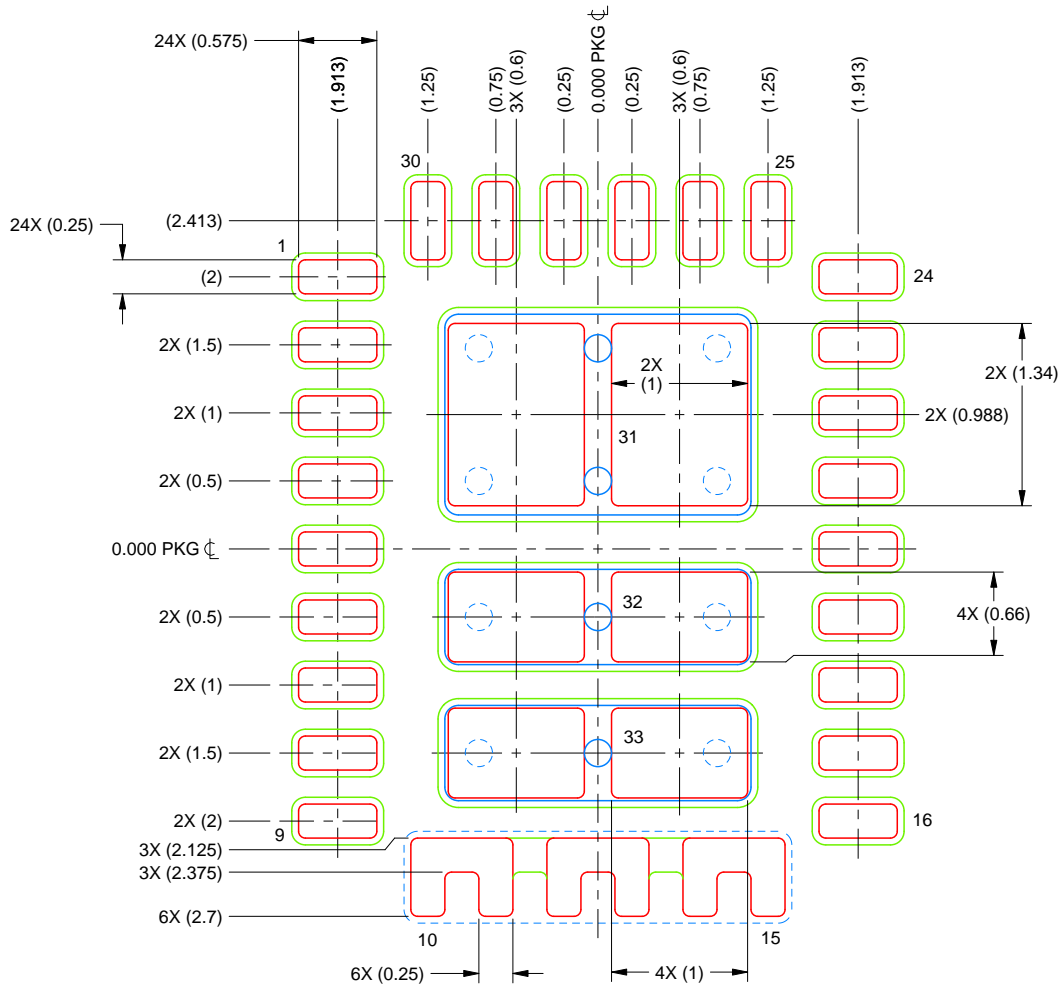 24X (0.575)
(1.913)
(1.25)
(0.75)
3X (0.6)
(0.25)
0.000 PKG ℄
(0.25)
3X (0.6)
(0.75)
(1.25)
(1.913)
30
25
24X (0.25)
(2.413)
1
(2)
24
2X (1.5)
2X
(1)
2X (1.34)
2X (1)
2X (0.988)
31
2X (0.5)
0.000 PKG ℄
2X (0.5)
32
4X (0.66)
2X (1)
2X (1.5)
33
2X (2)
9
16
3X (2.125)
3X (2.375)
6X (2.7)
10
15
6X (0.25)
4X (1)